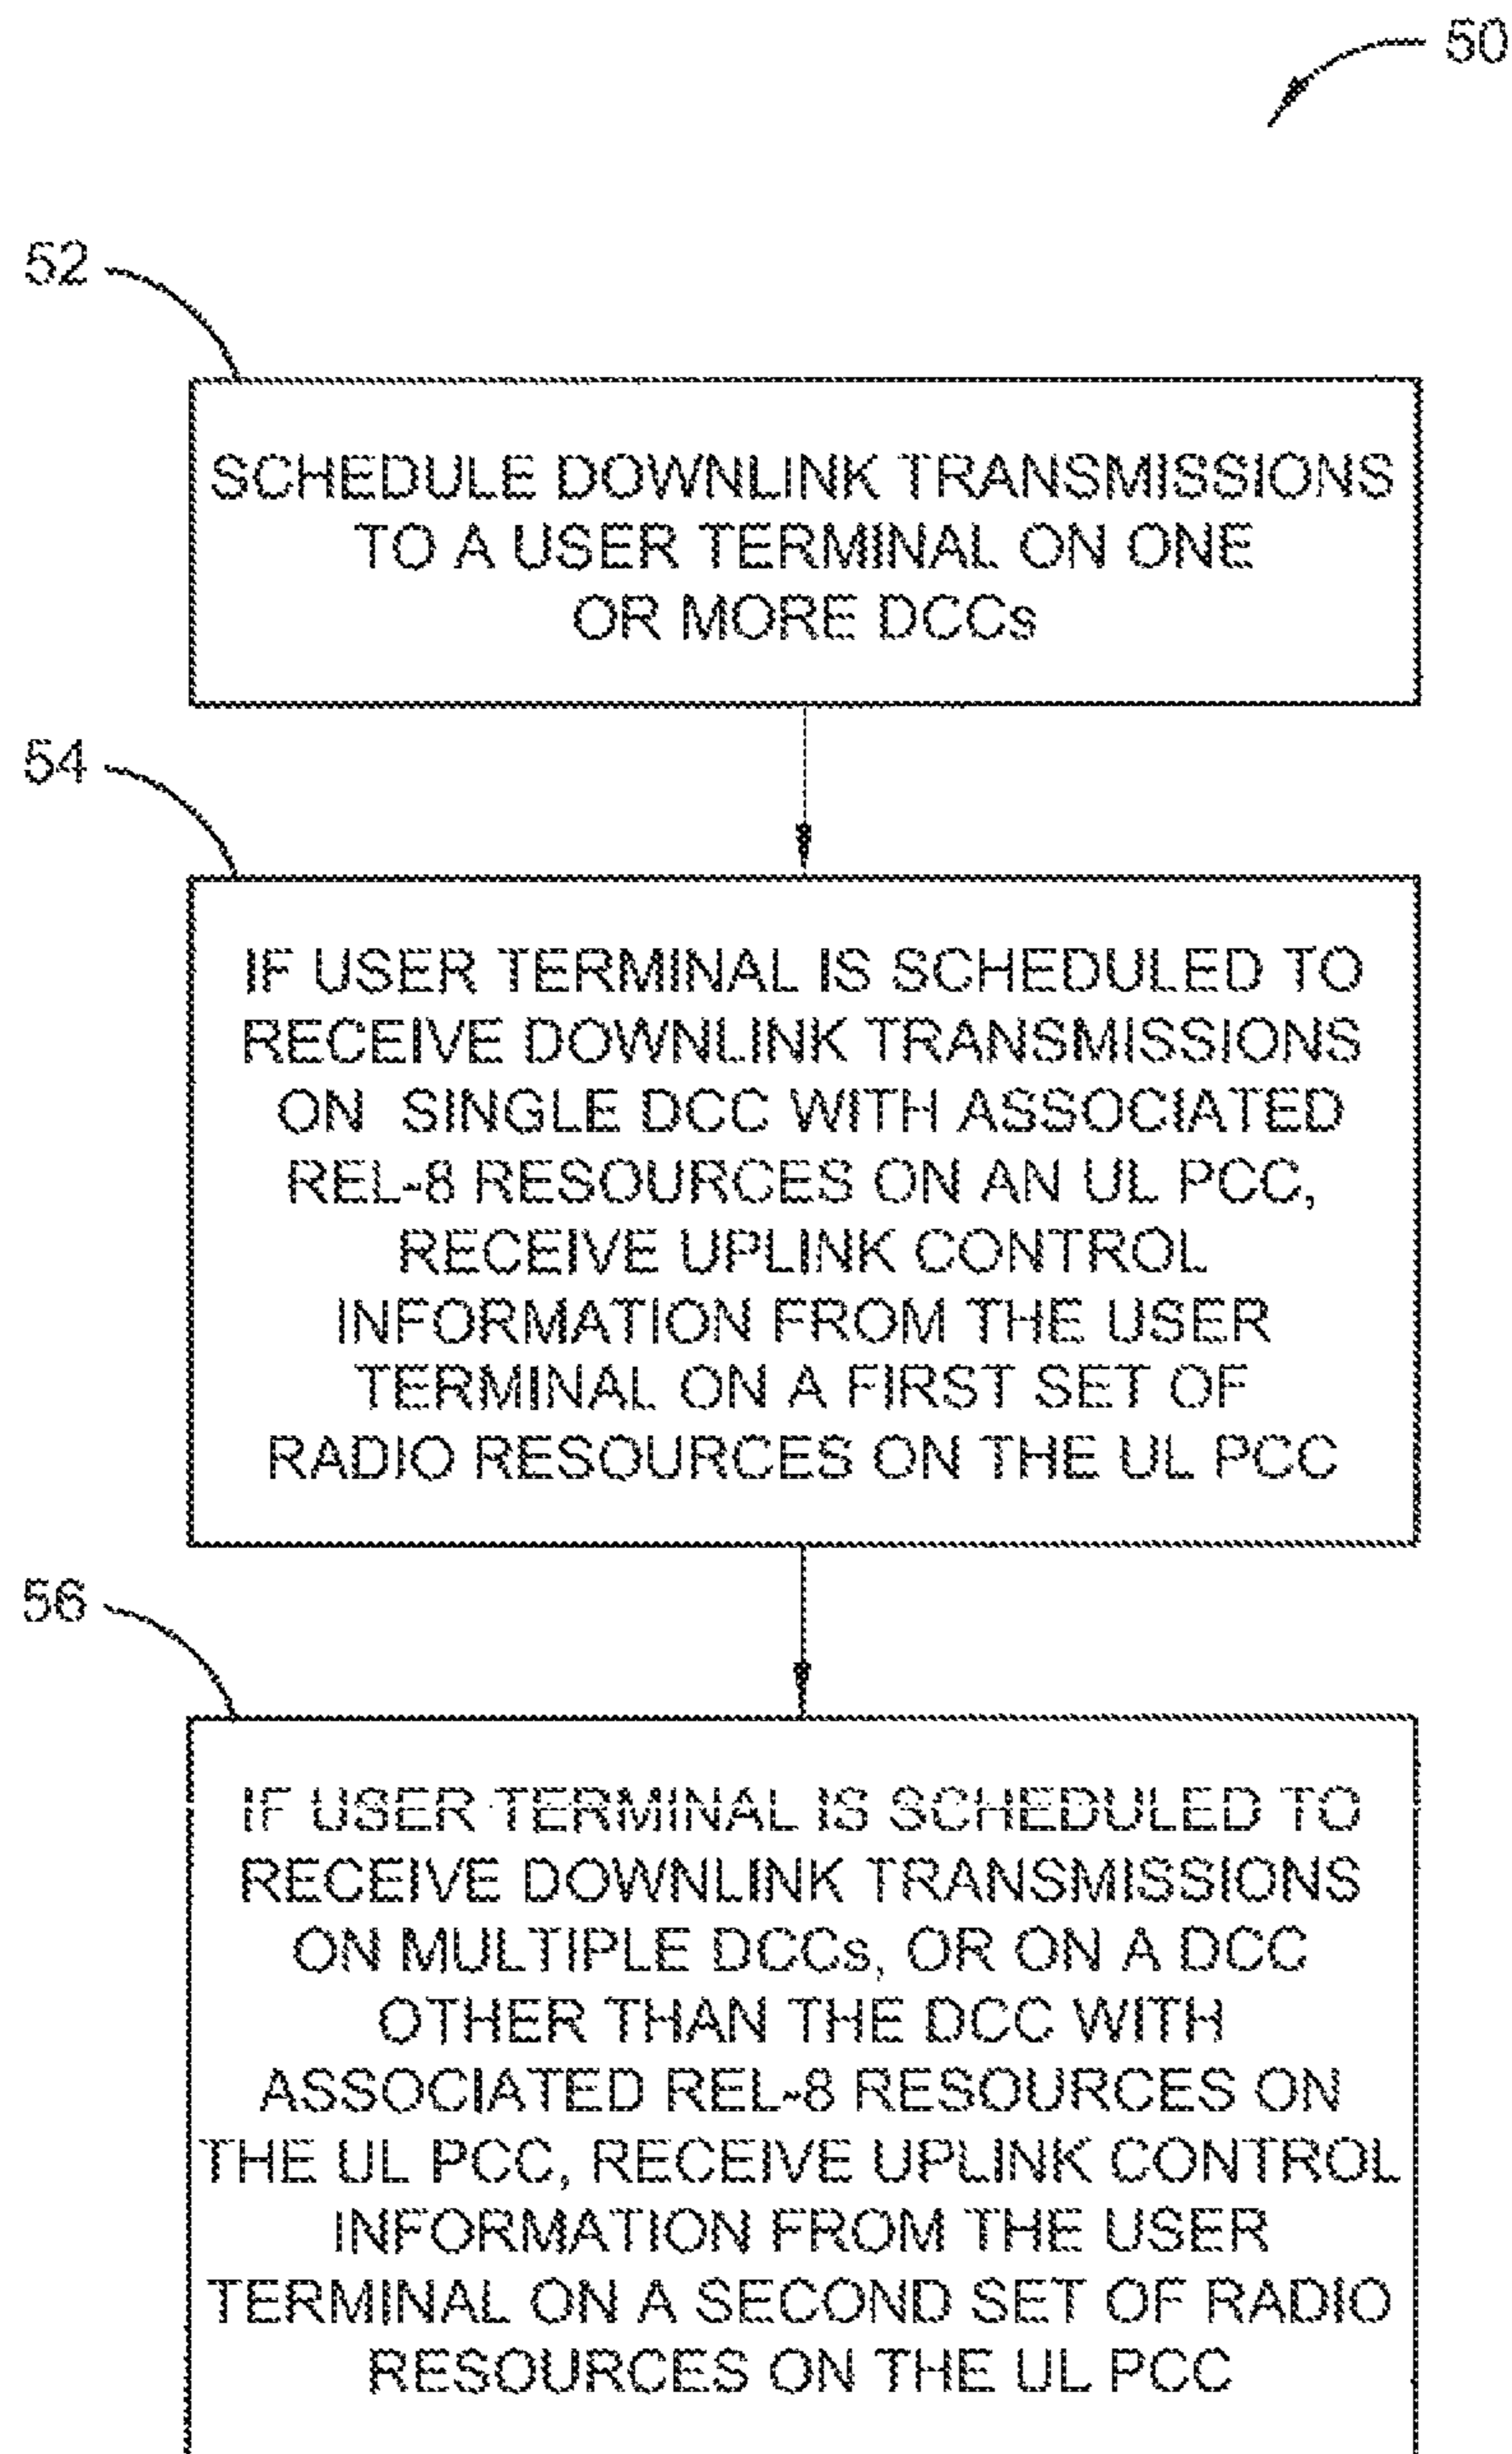 50
52
SCHEDULE DOWNLINK TRANSMISSIONS
TO A USER TERMINAL ON ONE
OR MORE DCCs
54
IF USER TERMINAL IS SCHEDULED TO
RECEIVE DOWNLINK TRANSMISSIONS
ON SINGLE DCC WITH ASSOCIATED
REL-8 RESOURCES ON AN UL PCC,
RECEIVE UPLINK CONTROL
INFORMATION FROM THE USER
TERMINAL ON A FIRST SET OF
RADIO RESOURCES ON THE UL PCC
56
IF USER TERMINAL IS SCHEDULED TO
RECEIVE DOWNLINK TRANSMISSIONS
ON MULTIPLE DCCs, OR ON A DCC
OTHER THAN THE DCC WITH
ASSOCIATED REL-8 RESOURCES ON
THE UL PCC, RECEIVE UPLINK CONTROL
INFORMATION FROM THE USER
TERMINAL ON A SECOND SET OF RADIO
RESOURCES ON THE UL PCC